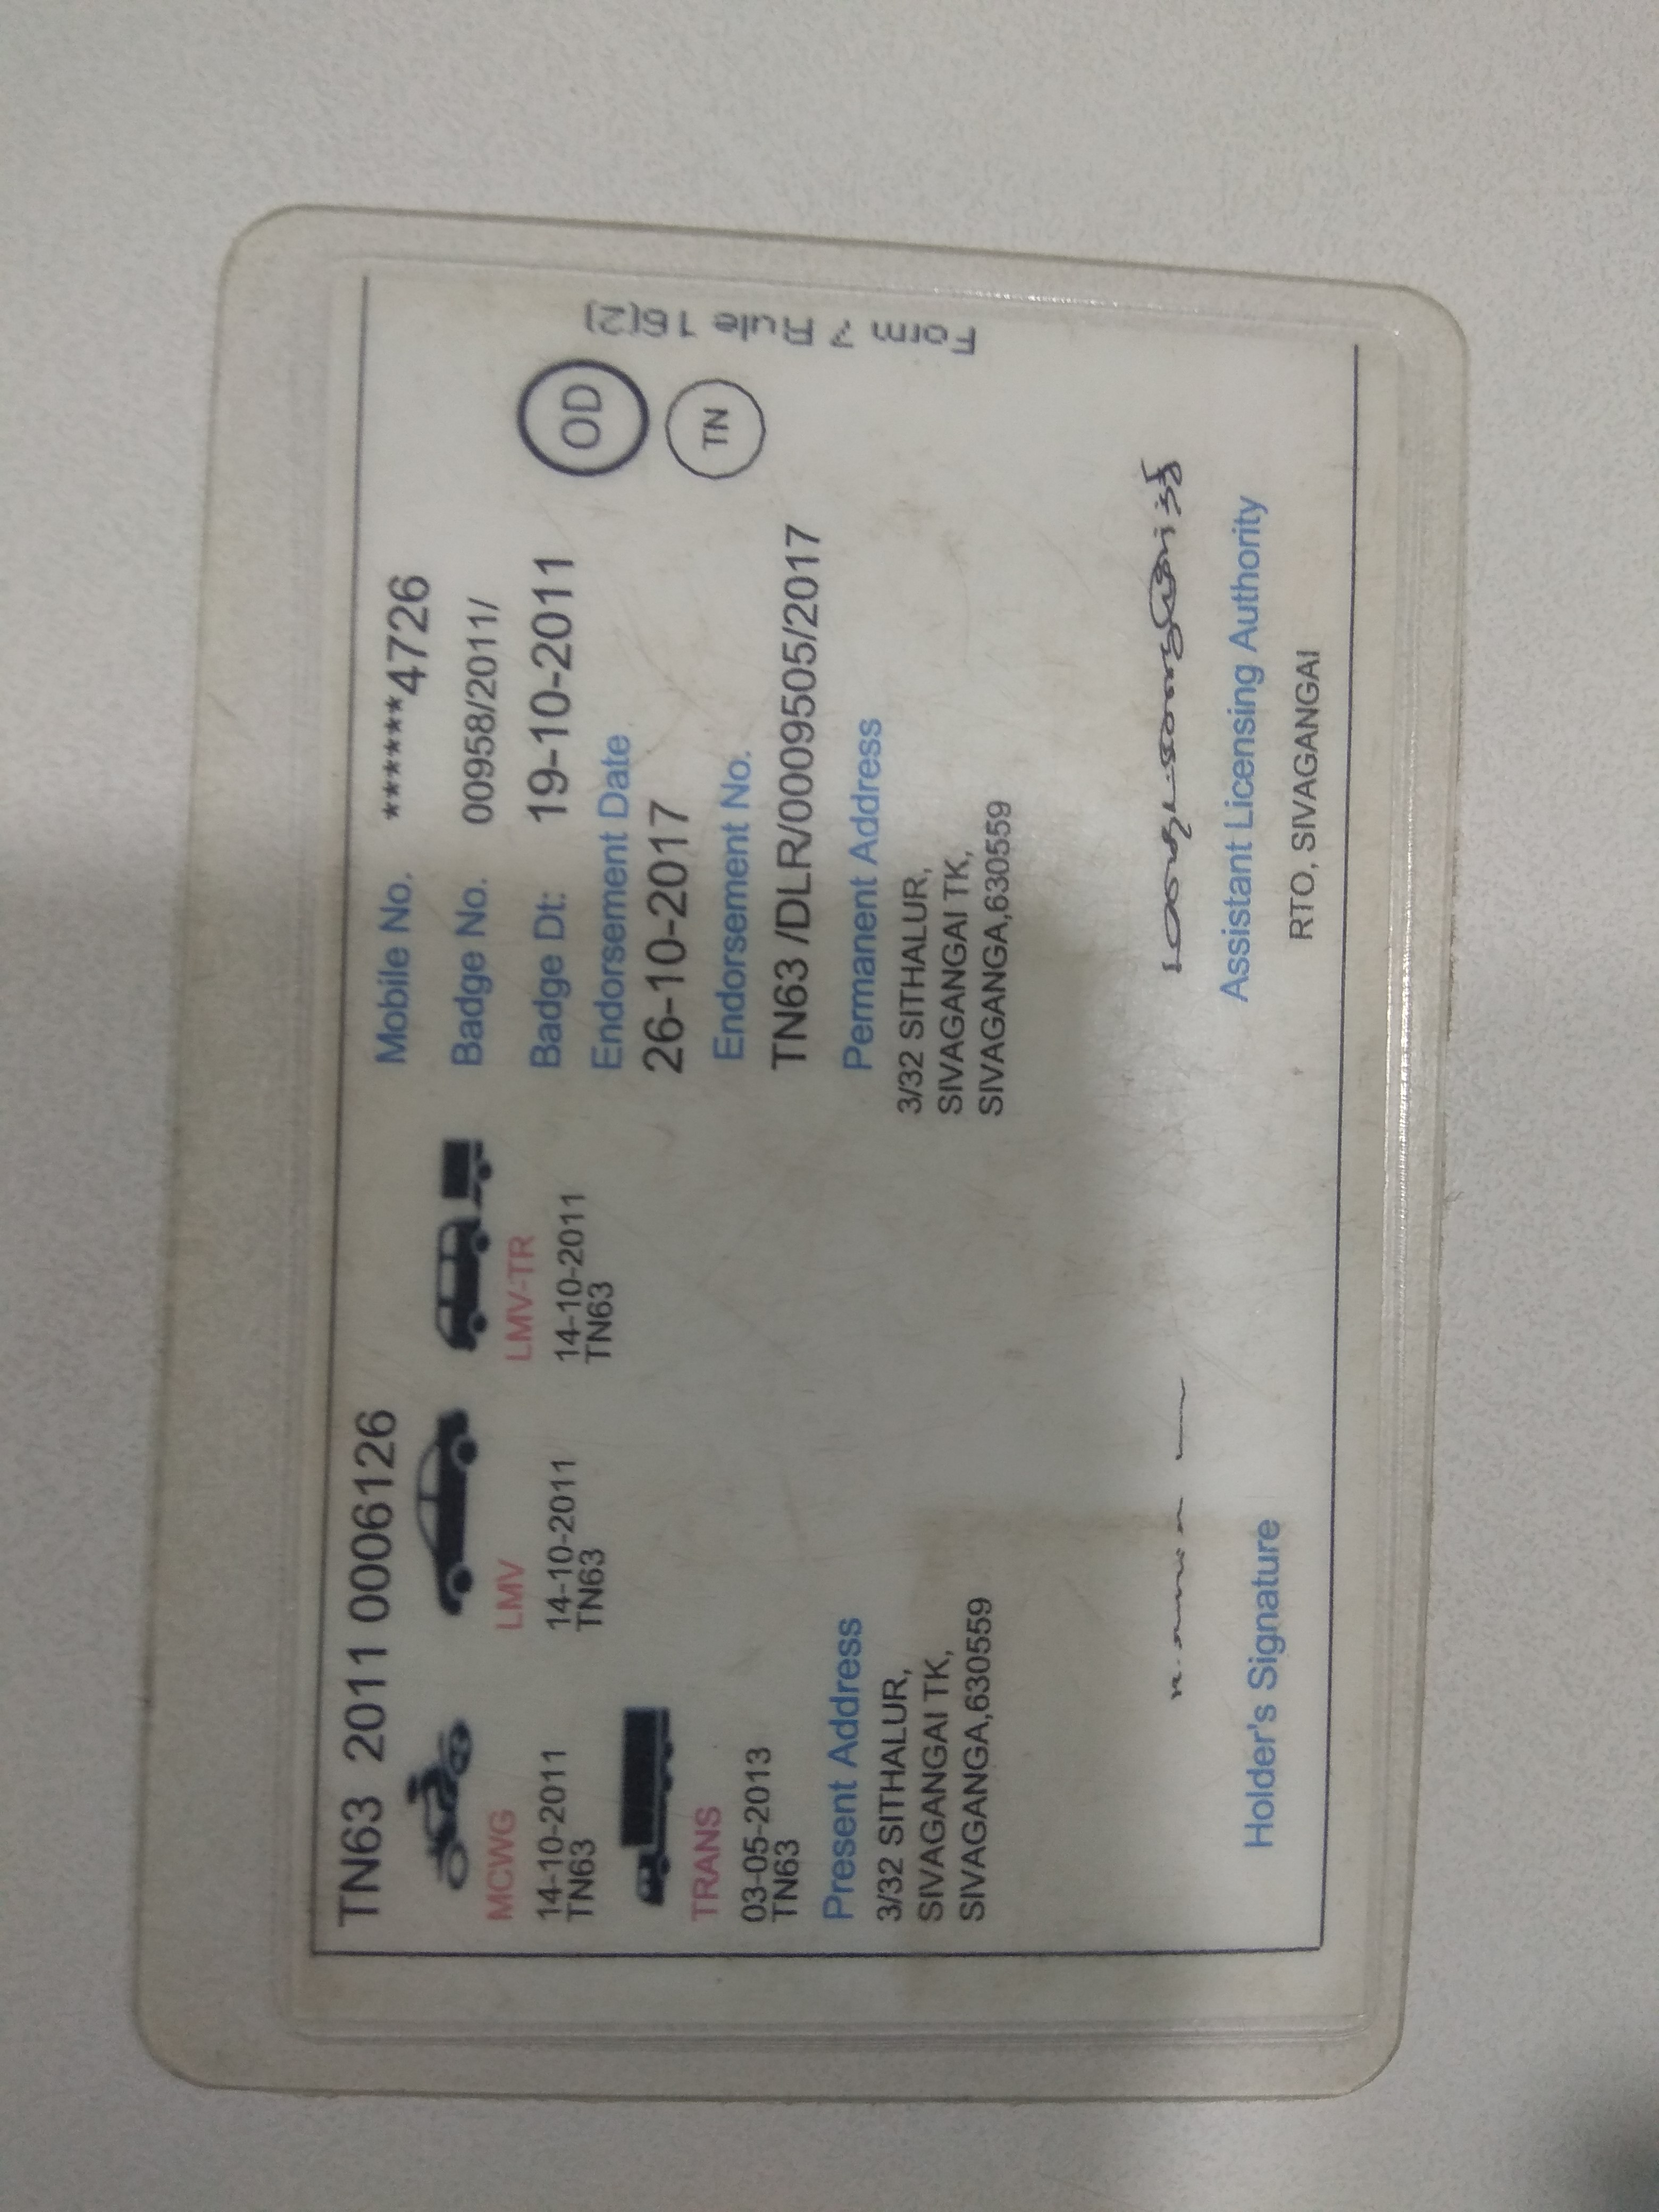 TN63 2011 0006126
MCWG
14-10-2011
TN63
LMV
14-10-2011
TN63
LMV-TR
14-10-2011
TN63
TRANS
03-05-2013
TN63
Mobile No. ******4726
Badge No. 00958/2011/
Badge Dt: 19-10-2011
Endorsement Date
26-10-2017
Endorsement No.
TN63 /DLR/0009505/2017
OD
TN
Form 7 Rule 16(2)
Present Address
3/32 SITHALUR,
SIVAGANGAI TK,
SIVAGANGA,630559
Permanent Address
3/32 SITHALUR,
SIVAGANGAI TK,
SIVAGANGA,630559
Holder's Signature
Assistant Licensing Authority
RTO, SIVAGANGAI